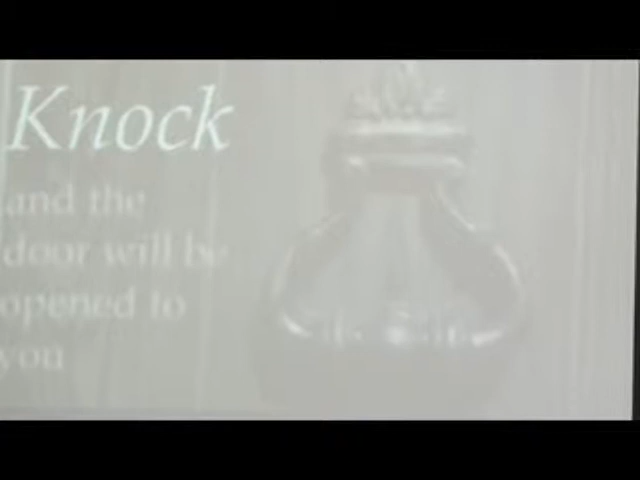 Knock
and the
door will be
opened to
you